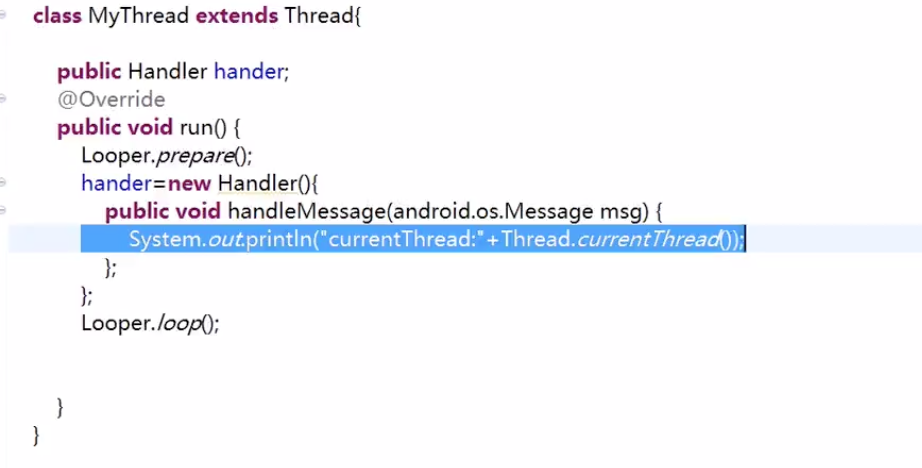 class MyThread extends Thread{
public Handler hander;
@Override
public void run() {
Looper.prepare();
hander=new Handler(){
public void handleMessage(android.os.Message msg) {
System.out.println("currentThread:"+Thread.currentThread());
};
};
Looper.loop();
}
}